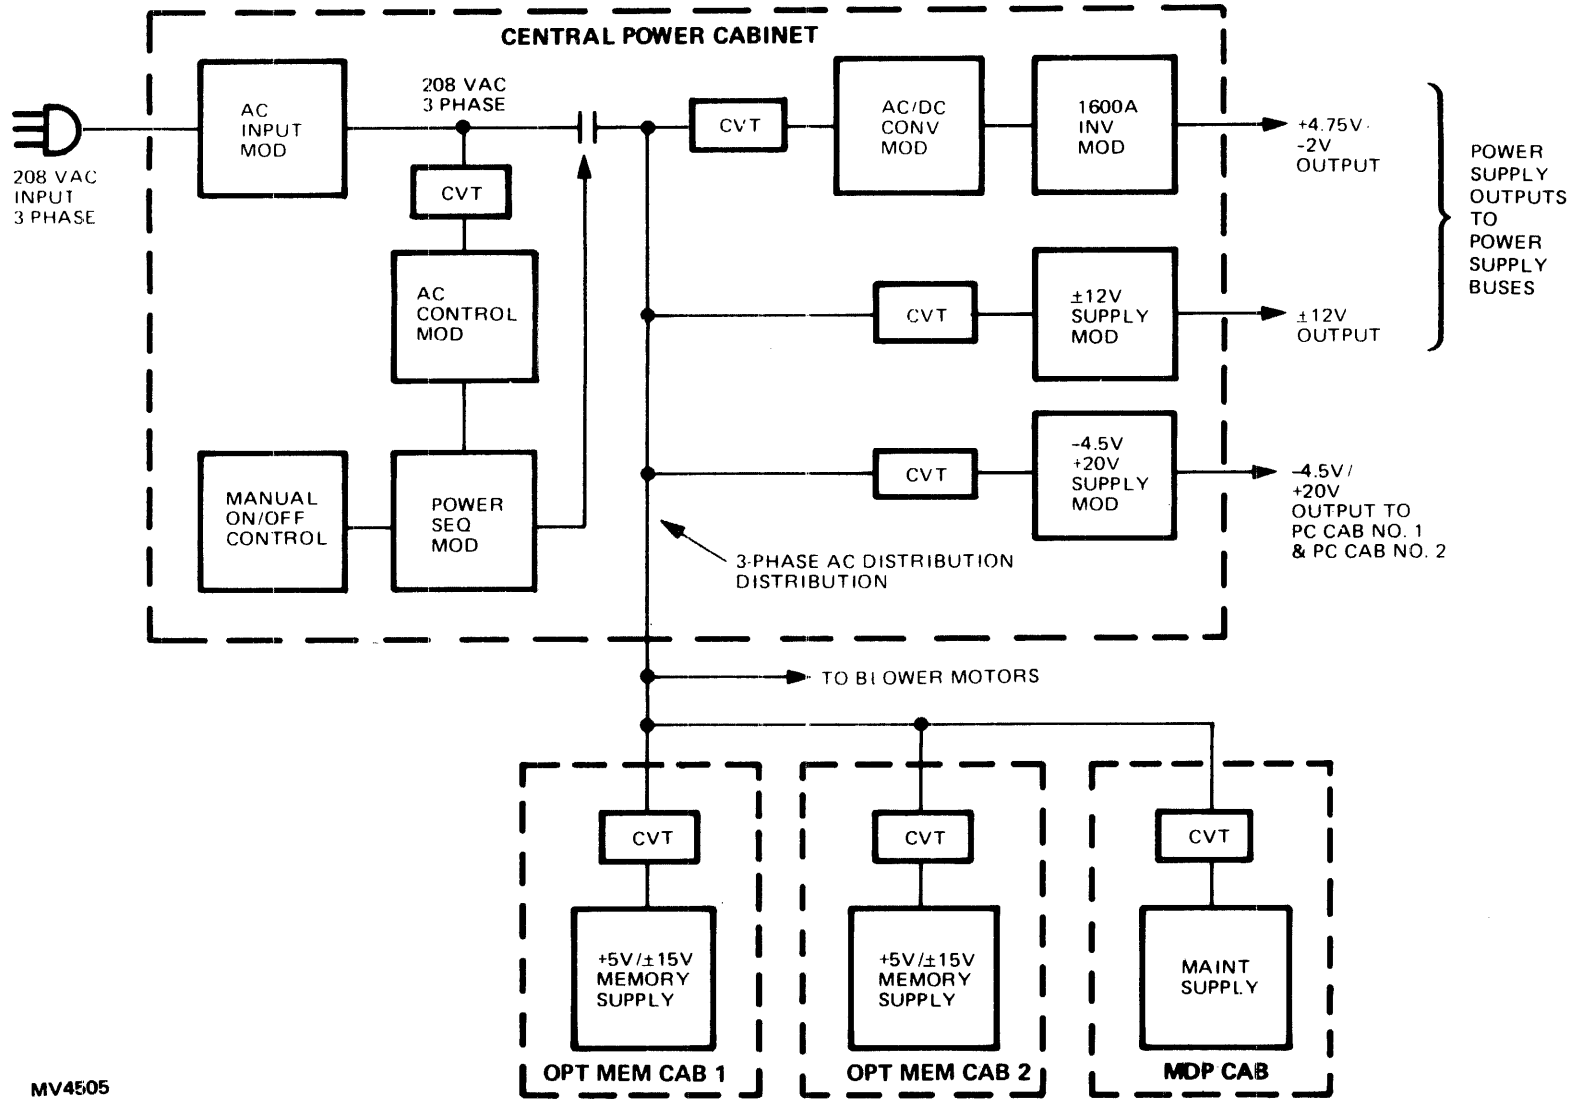 CENTRAL POWER CABINET
208 VAC
INPUT
3 PHASE
AC
INPUT
MOD
208 VAC
3 PHASE
CVT
AC
CONTROL
MOD
MANUAL
ON/OFF
CONTROL
POWER
SEQ
MOD
CVT
AC/DC
CONV
MOD
1600A
INV
MOD
+4.75V
-2V
OUTPUT
CVT
±12V
SUPPLY
MOD
±12V
OUTPUT
POWER
SUPPLY
OUTPUTS
TO
POWER
SUPPLY
BUSES
CVT
-4.5V
+20V
SUPPLY
MOD
-4.5V/
+20V
OUTPUT TO
PC CAB NO. 1
& PC CAB NO. 2
3-PHASE AC DISTRIBUTION
DISTRIBUTION
TO BLOWER MOTORS
CVT
+5V/±15V
MEMORY
SUPPLY
OPT MEM CAB 1
CVT
+5V/±15V
MEMORY
SUPPLY
OPT MEM CAB 2
CVT
MAINT
SUPPLY
MDP CAB
MV4505